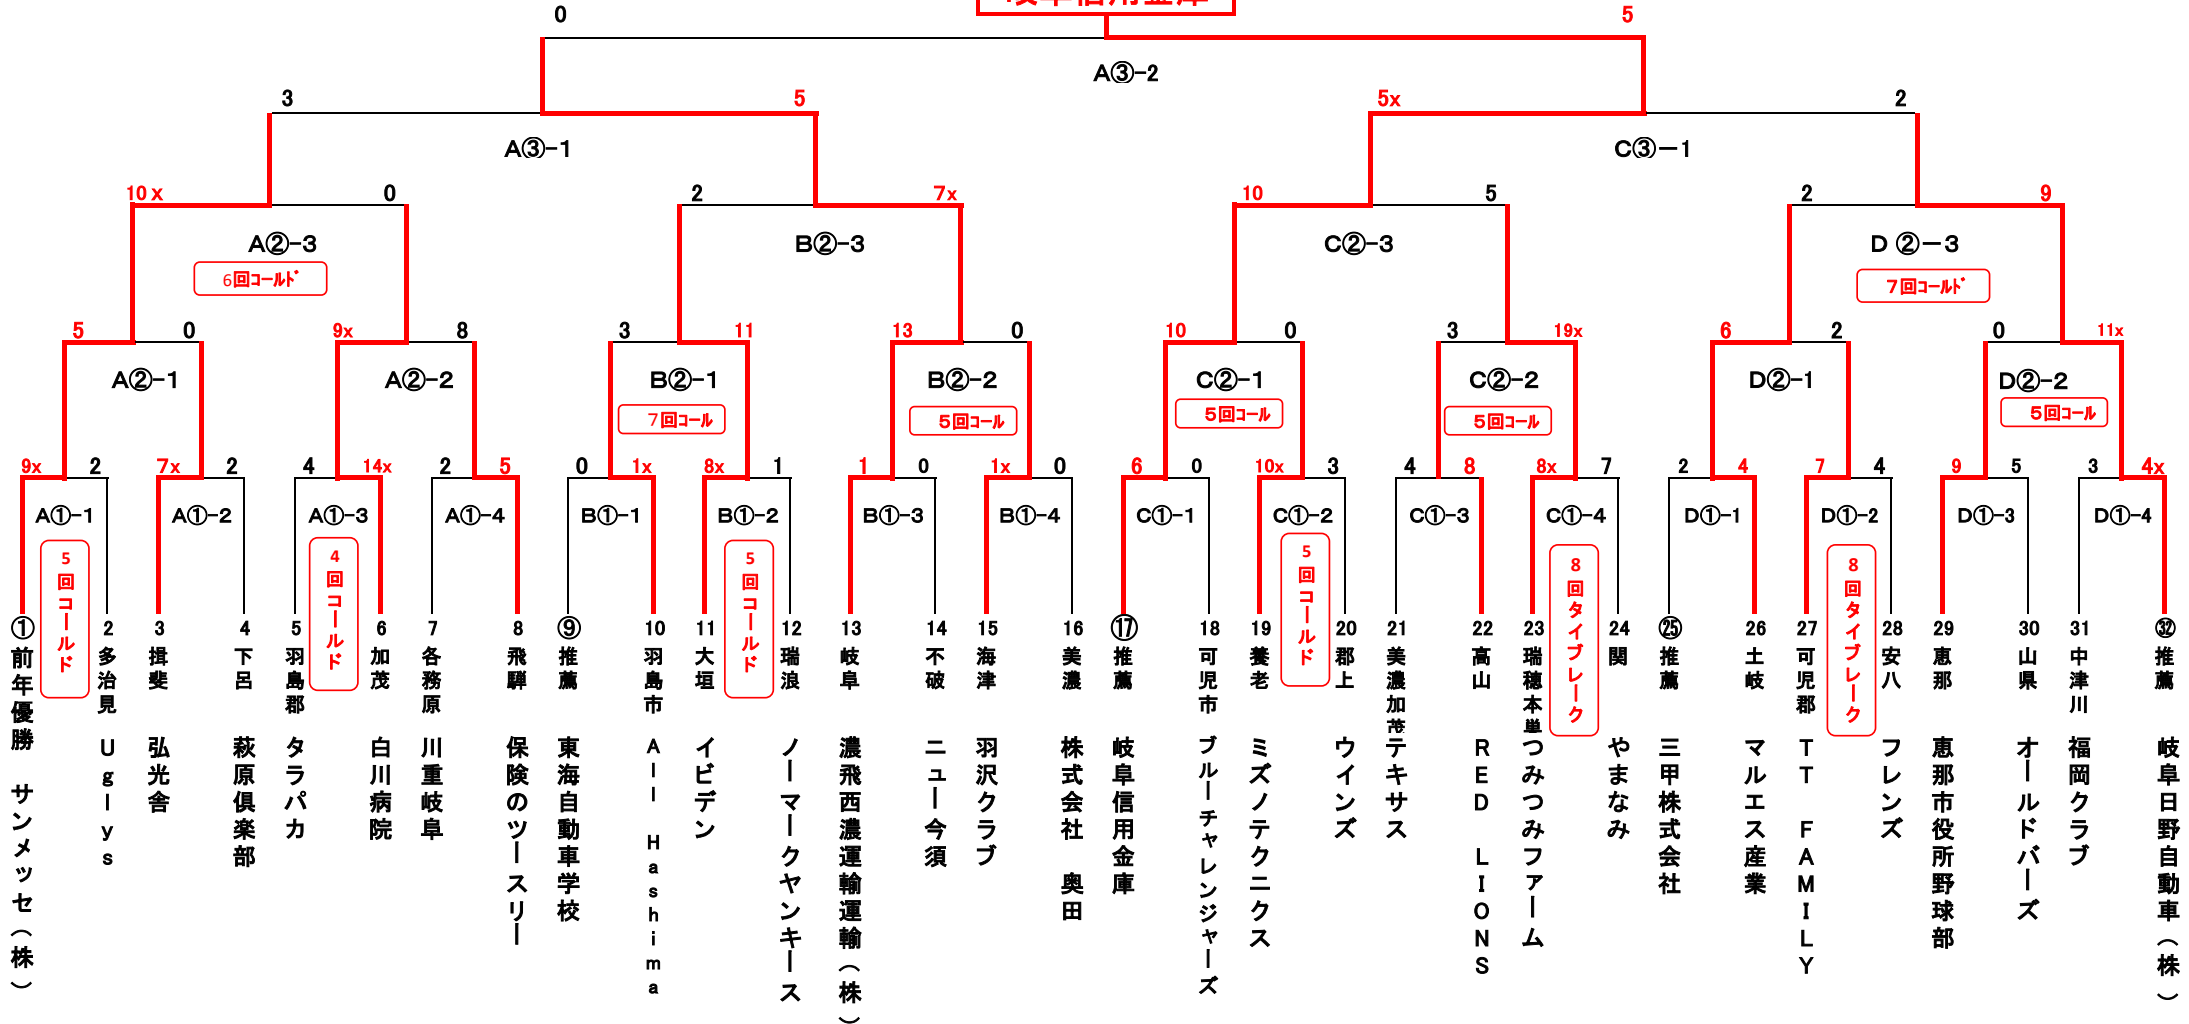 岐阜信用金庫
0 5
A③-2
3 5 5x 2
A③-1 C③-1
10x 0 2 7x 10 5 2 9
A②-3 B②-3 C②-3 D②-3
6回コールド 7回コールド
5 0 9x 8 3 11 13 0 10 0 3 19x 6 2 0 11x
A②-1 A②-2 B②-1 B②-2 C②-1 C②-2 D②-1 D②-2
7回コール 5回コール 5回コール 5回コール 5回コール
9x 2 7x 2 4 14x 2 5 0 1x 8x 1 1 0 1x 0 6 0 10x 3 4 8 8x 7 2 4 7 4 9 5 3 4x
A①-1 A①-2 A①-3 A①-4 B①-1 B①-2 B①-3 B①-4 C①-1 C①-2 C①-3 C①-4 D①-1 D①-2 D①-3 D①-4
5回コールド
4回コールド
5回コールド
5回コールド
8回タイブレーク
8回タイブレーク
① 前年優勝 サンメッセ（株）
2 多治見 Uglys
3 揖斐 弘光舎
4 下呂 萩原倶楽部
5 羽島郡 タラパカ
6 加茂 白川病院
7 各務原 川重岐阜
8 飛騨 保険のツースリー
⑨ 推薦 東海自動車学校
10 羽島市 All Hashima
11 大垣 イビデン
12 瑞浪 ノーマークヤンキース
13 岐阜 濃飛西濃運輸運輸（株）
14 不破 ニュー今須
15 海津 羽沢クラブ
16 美濃 株式会社 奥田
⑰ 推薦 岐阜信用金庫
18 可児市 ブルーチャレンジャーズ
19 養老 ミズノテクニクス
20 郡上 ウインズ
21 美濃加茂 テキサス
22 高山 RED LIONS
23 瑞穂本巣 つみつみファーム
24 関 やまなみ
㉕ 推薦 三甲株式会社
26 土岐 マルエス産業
27 可児郡 TT FAMILY
28 安八 フレンズ
29 恵那 恵那市役所野球部
30 山県 オールドバーズ
31 中津川 福岡クラブ
㉜ 推薦 岐阜日野自動車（株）